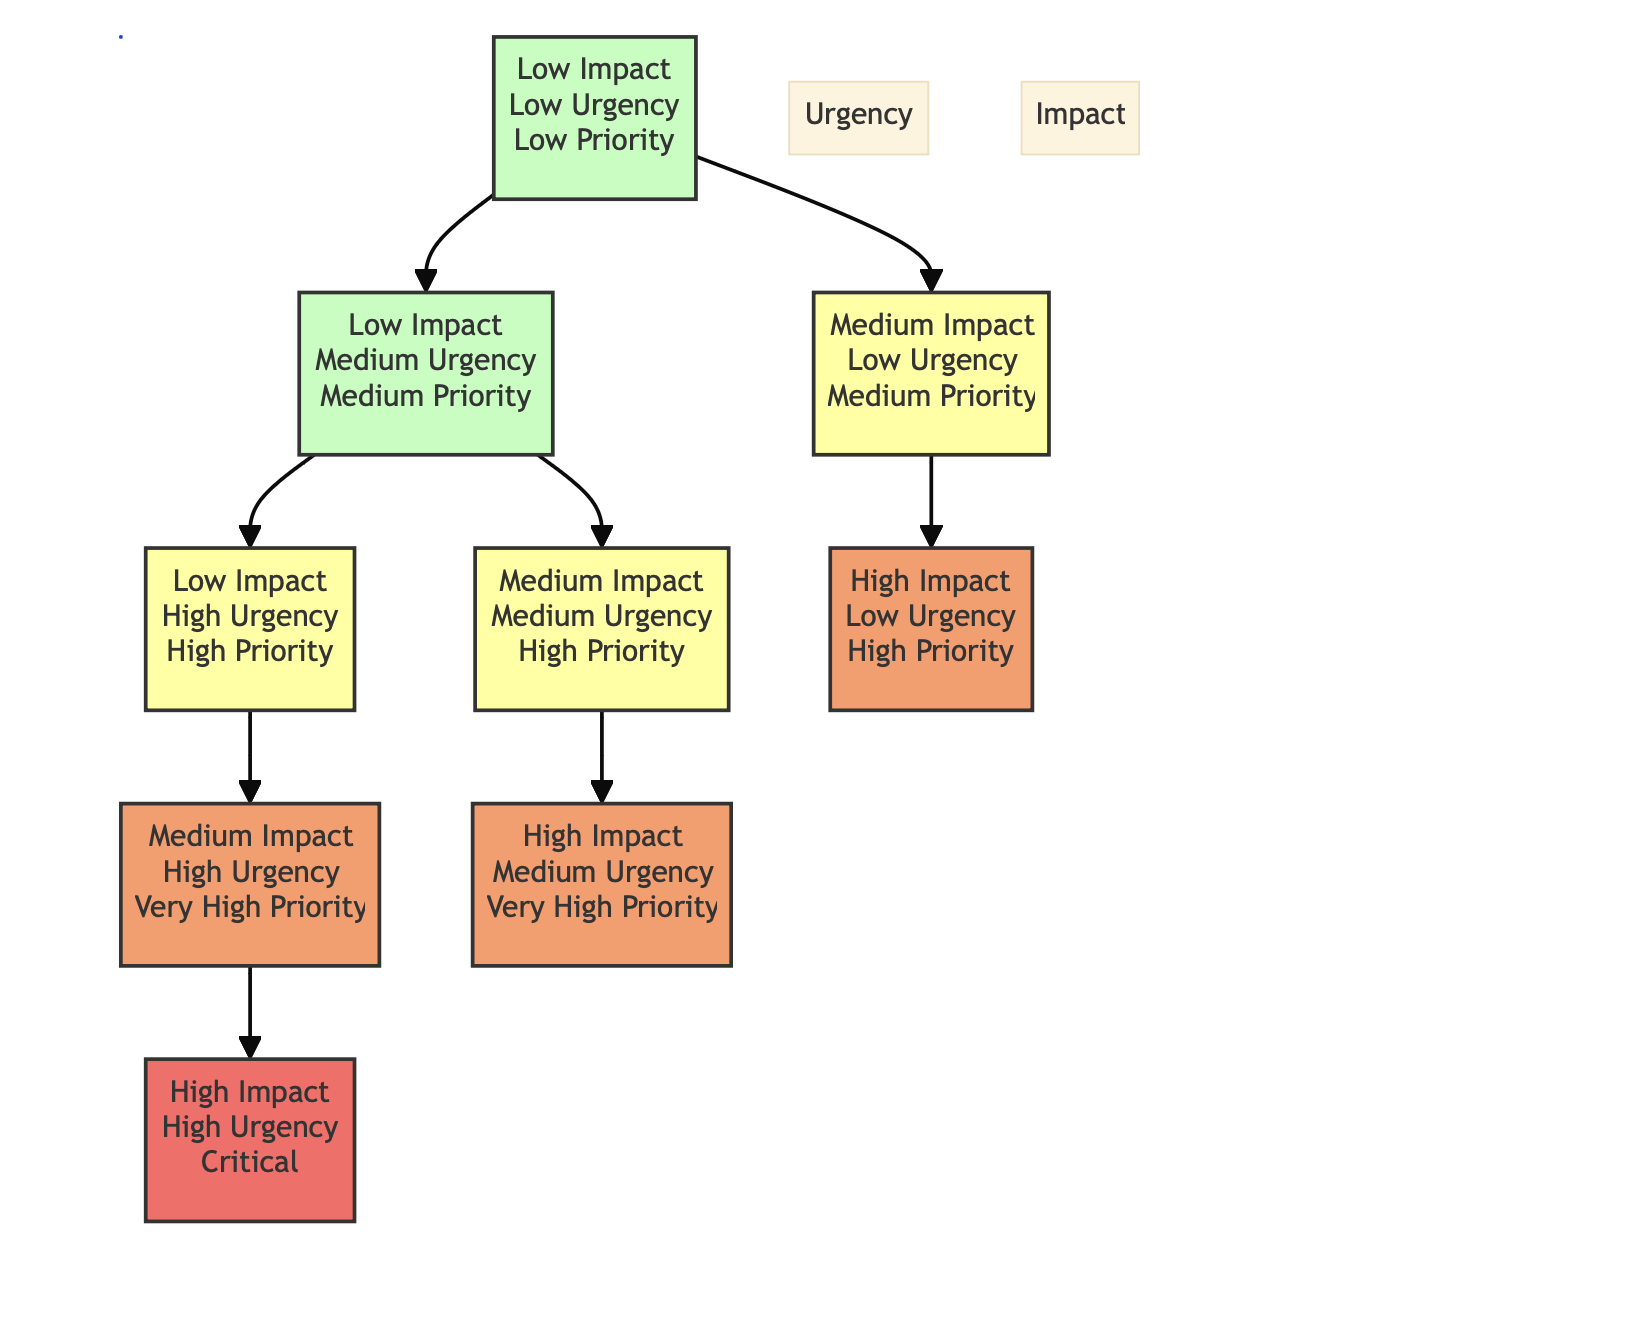 Low Impact
Low Urgency
Low Priority
Urgency
Impact
Low Impact
Medium Urgency
Medium Priority
Medium Impact
Low Urgency
Medium Priority
Low Impact
High Urgency
High Priority
Medium Impact
Medium Urgency
High Priority
High Impact
Low Urgency
High Priority
Medium Impact
High Urgency
Very High Priority
High Impact
Medium Urgency
Very High Priority
High Impact
High Urgency
Critical